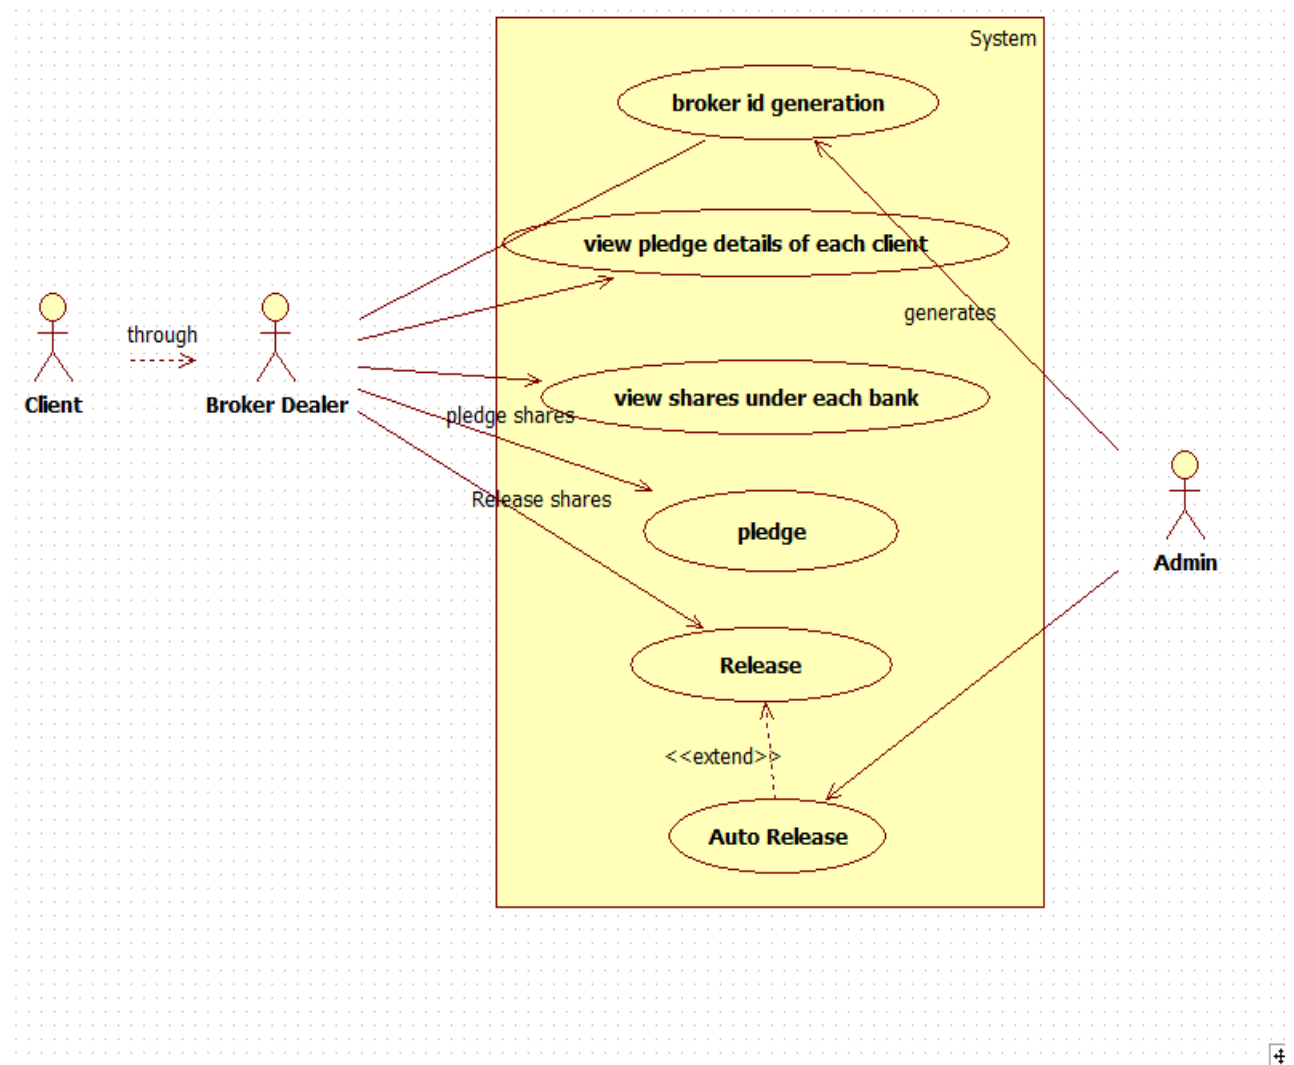 System
broker id generation
view pledge details of each client
generates
through
Client
Broker Dealer
view shares under each bank
pledge shares
Release shares
pledge
Admin
Release
<<extend>>
Auto Release